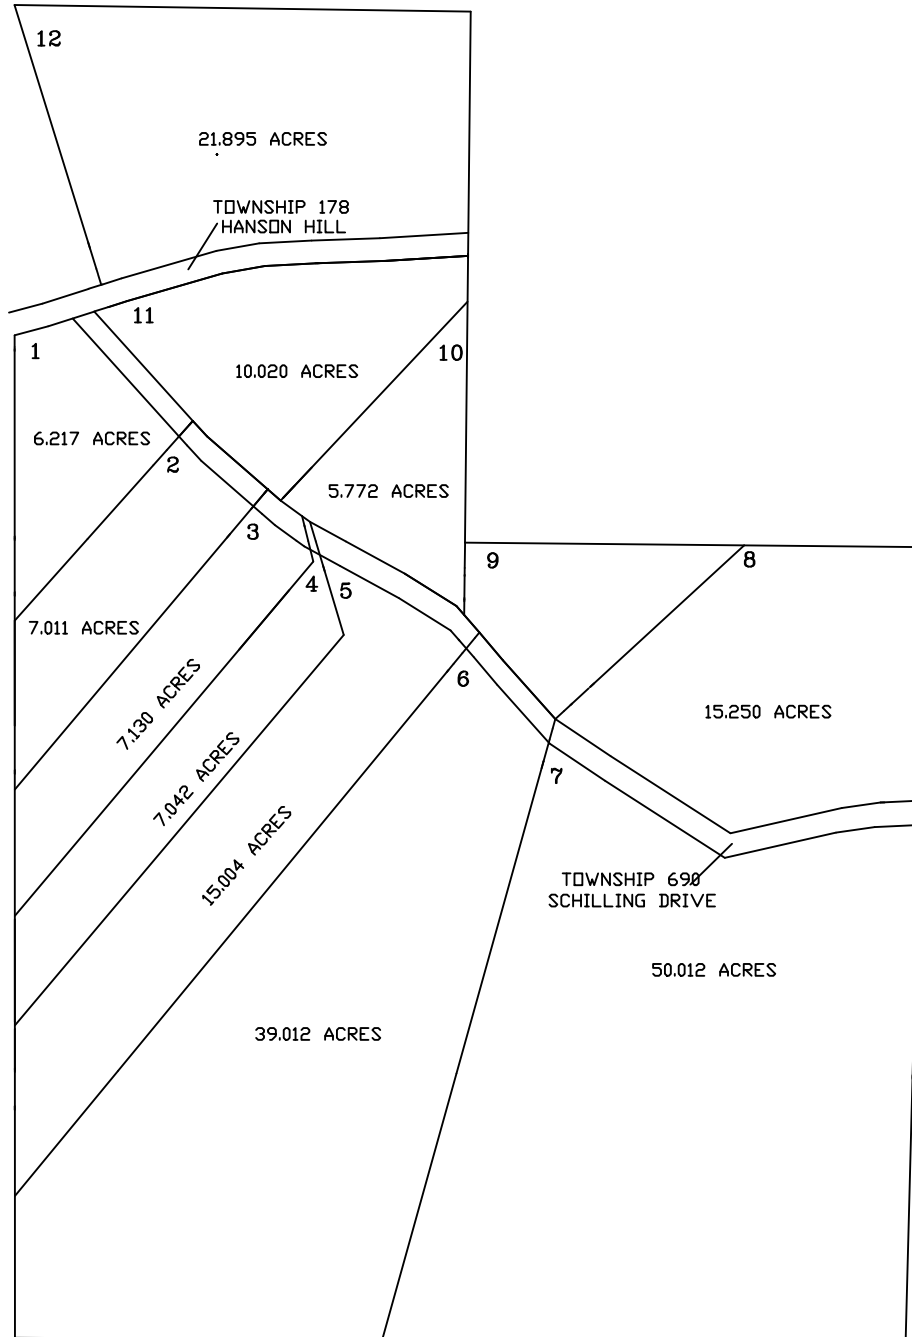 12
21.895 ACRES
TOWNSHIP 178
HANSON HILL
11
1
10
10.020 ACRES
6.217 ACRES
2
5.772 ACRES
3
9
8
4
5
7.011 ACRES
6
7.130 ACRES
15.250 ACRES
7.042 ACRES
7
15.004 ACRES
TOWNSHIP 690
SCHILLING DRIVE
50.012 ACRES
39.012 ACRES